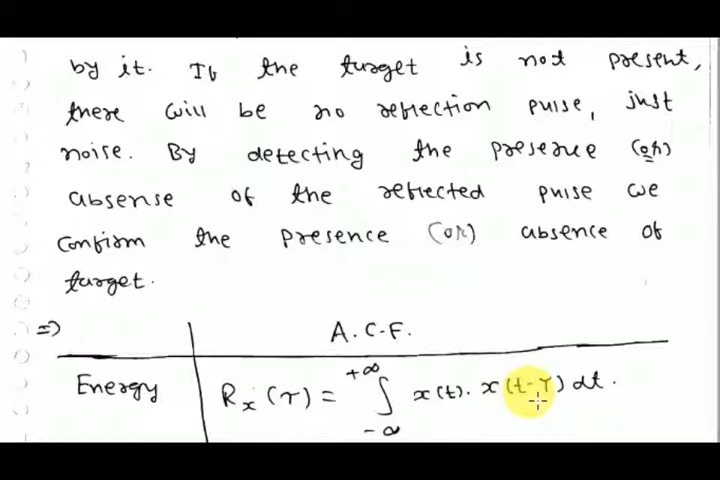 by it. If the target is not present,
there will be no reflection pulse, just
noise. By detecting the presence (or)
absense of the reflected pulse we
confirm the presence (or) absence of
target.
=> A.C.F.
Energy R_x(τ) = ∫_{-∞}^{+∞} x(t). x(t-τ) dt.